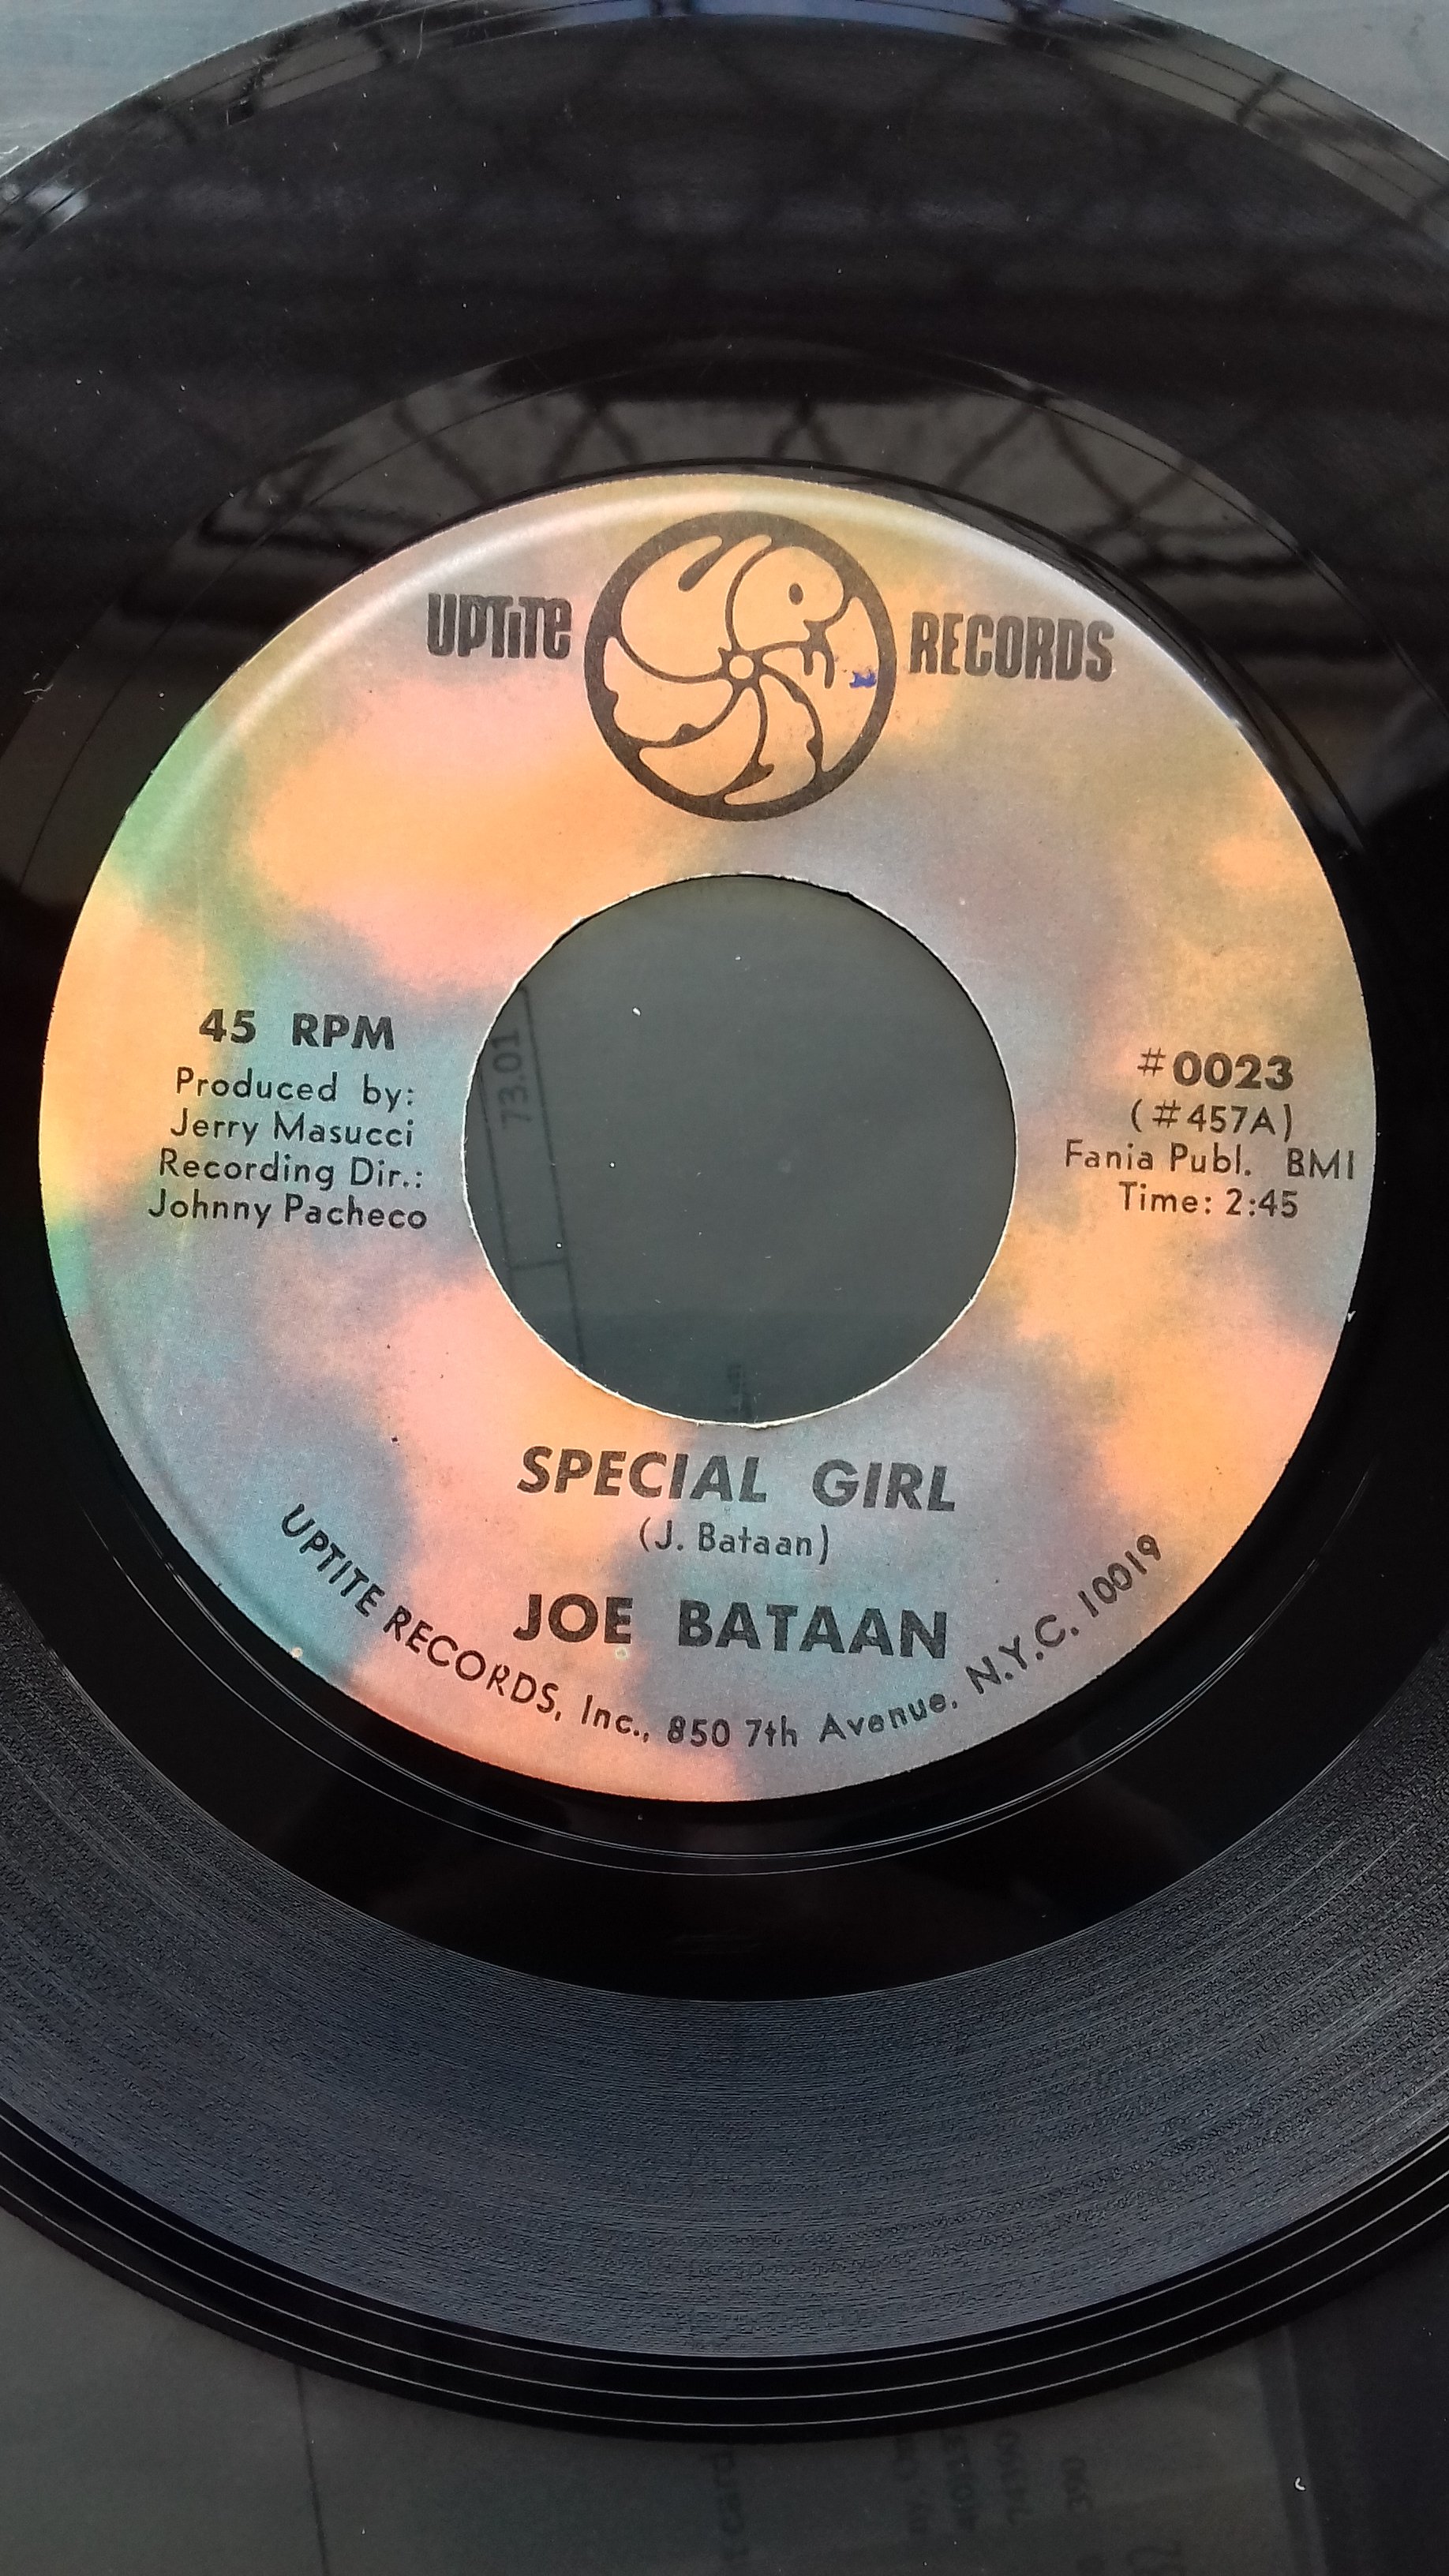 UPTITE RECORDS
45 RPM
Produced by:
Jerry Masucci
Recording Dir.:
Johnny Pacheco
#0023
(#457A)
Fania Publ. BMI
Time: 2:45
SPECIAL GIRL
(J. Bataan)
JOE BATAAN
UPTITE RECORDS, Inc., 850 7th Avenue, N.Y.C. 10019
73.01